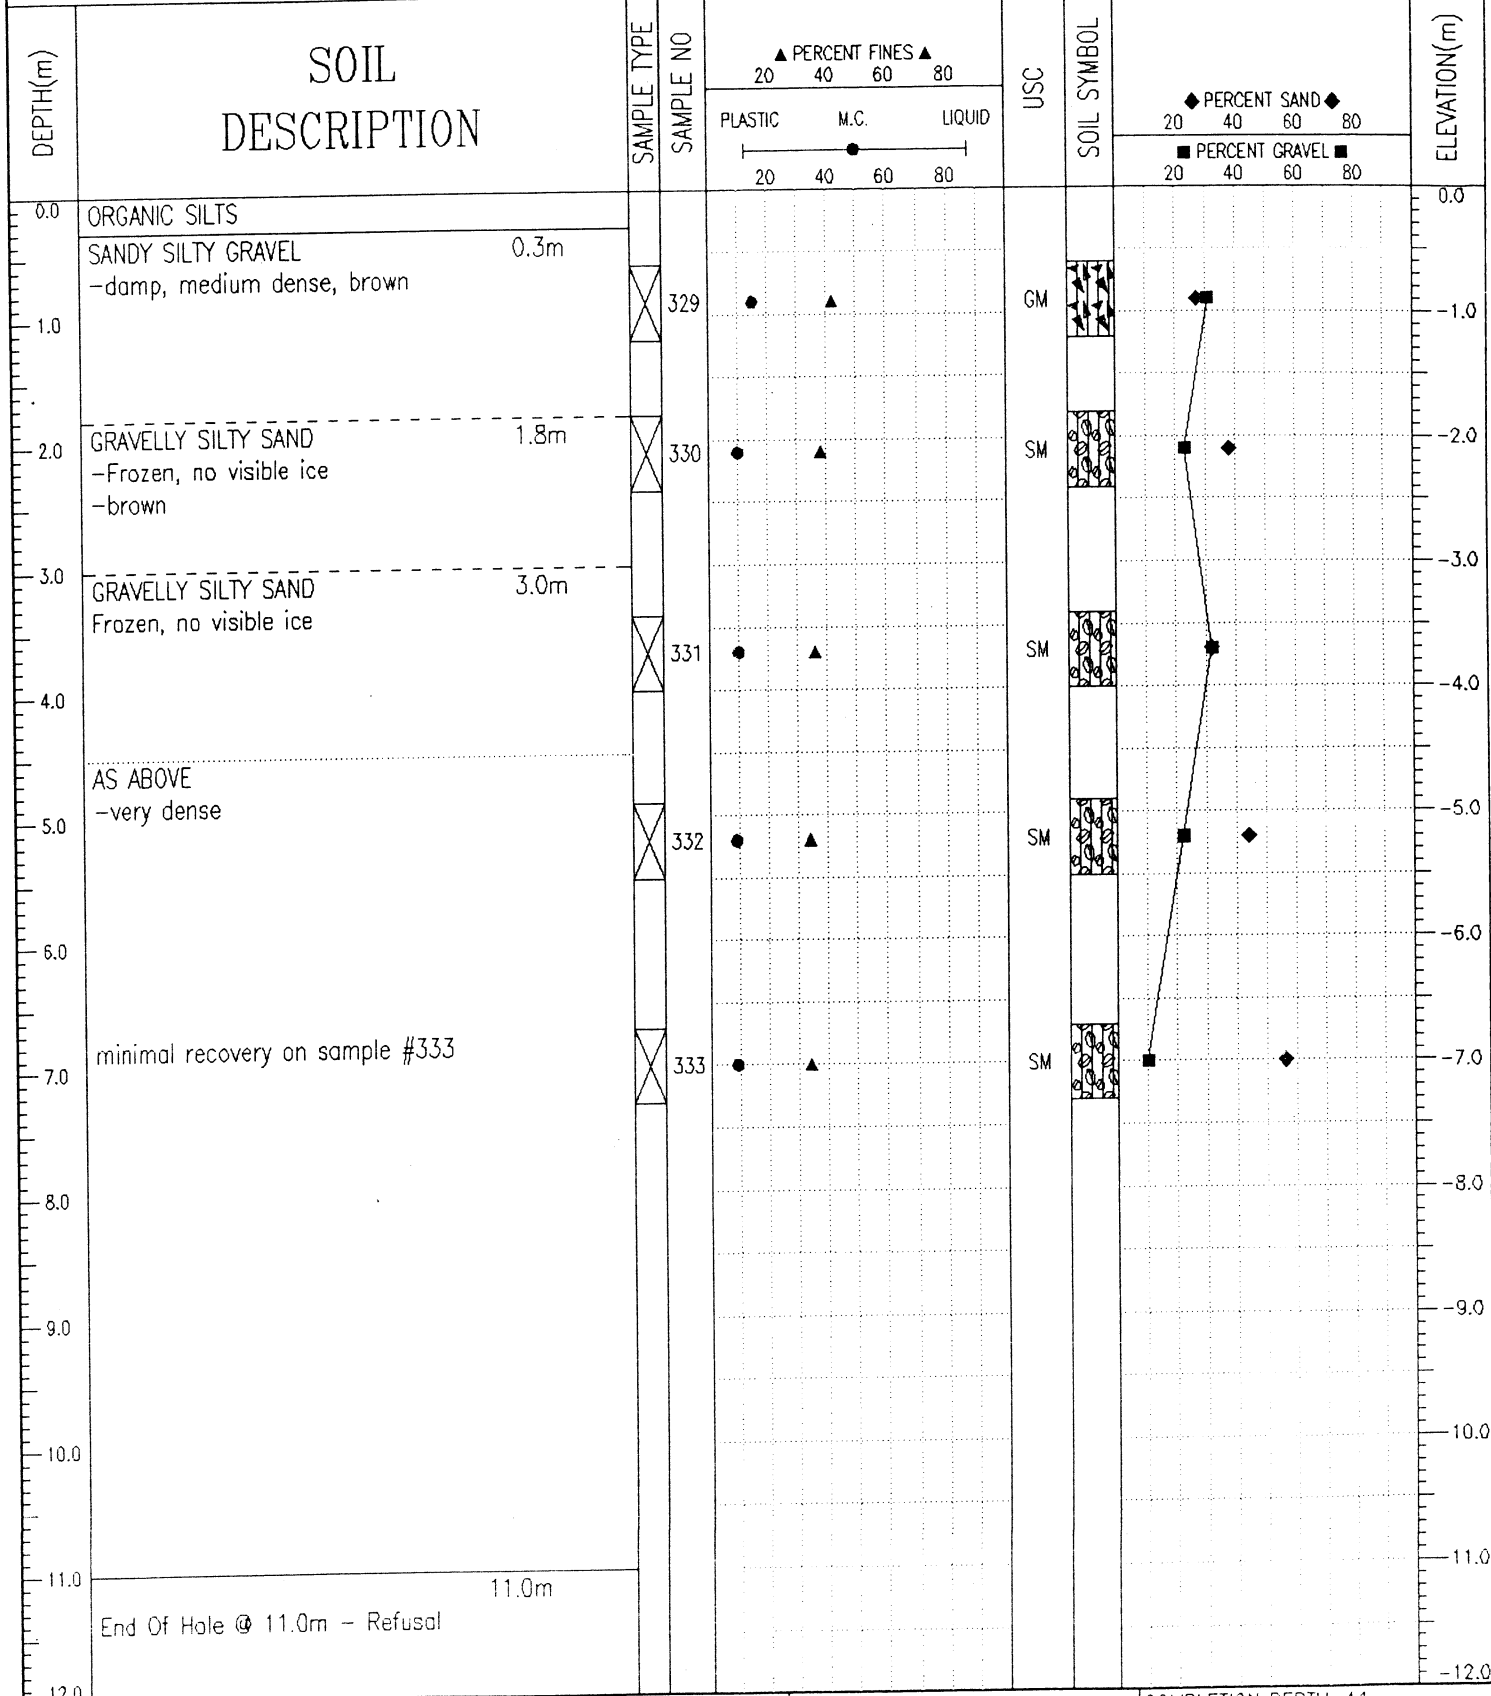 DEPTH(m)
SOIL
DESCRIPTION
SAMPLE TYPE
SAMPLE NO
▲ PERCENT FINES ▲
20 40 60 80
PLASTIC M.C. LIQUID
20 40 60 80
USC
SOIL SYMBOL
◆ PERCENT SAND ◆
20 40 60 80
■ PERCENT GRAVEL ■
20 40 60 80
ELEVATION(m)
0.0
ORGANIC SILTS
0.0
SANDY SILTY GRAVEL 0.3m
-damp, medium dense, brown
329
GM
1.0
-1.0
GRAVELLY SILTY SAND 1.8m
2.0
330
SM
-2.0
-Frozen, no visible ice
-brown
3.0
-3.0
GRAVELLY SILTY SAND 3.0m
Frozen, no visible ice
331
SM
4.0
-4.0
AS ABOVE
-very dense
5.0
332
SM
-5.0
6.0
-6.0
minimal recovery on sample #333
333
SM
7.0
-7.0
8.0
-8.0
9.0
-9.0
10.0
-10.0
11.0
11.0m
-11.0
End Of Hole @ 11.0m - Refusal
12.0
-12.0